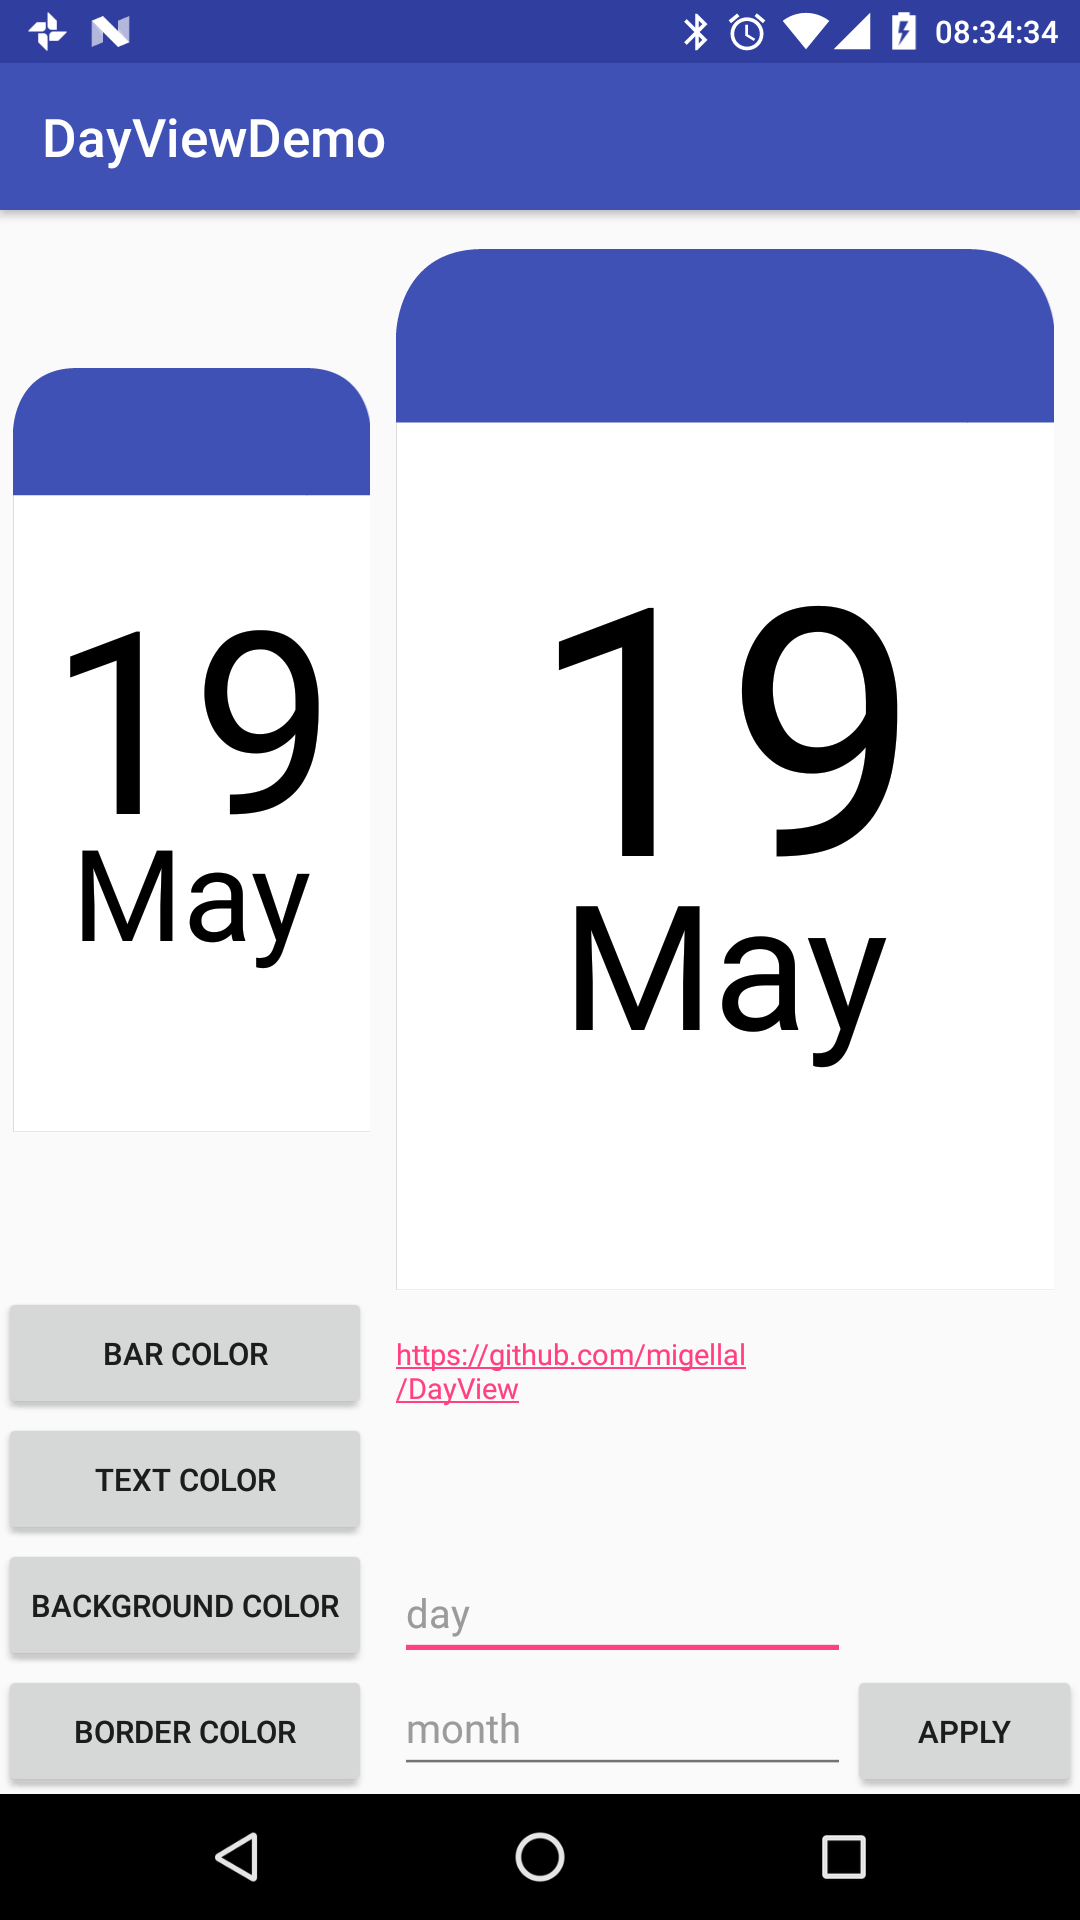 08:34:34
DayViewDemo
19
May
19
May
BAR COLOR
https://github.com/migellal
/DayView
TEXT COLOR
BACKGROUND COLOR
day
BORDER COLOR
month
APPLY